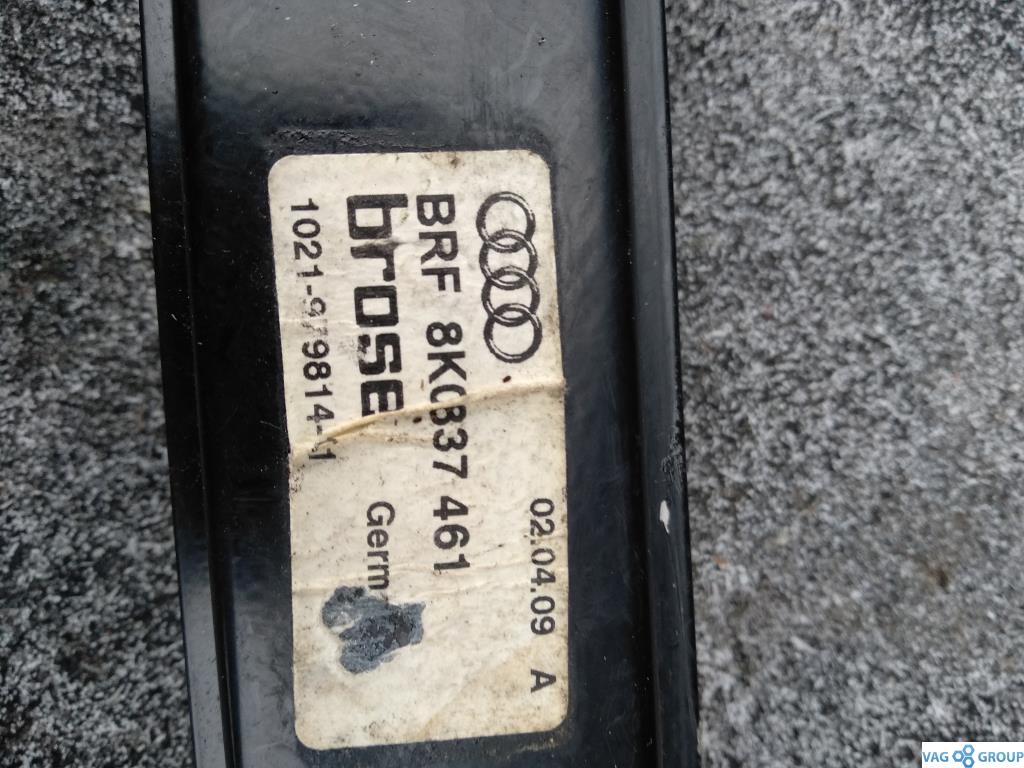 02.04.09 A
BRF 8K0837 461
brose Germ
VAG GROUP